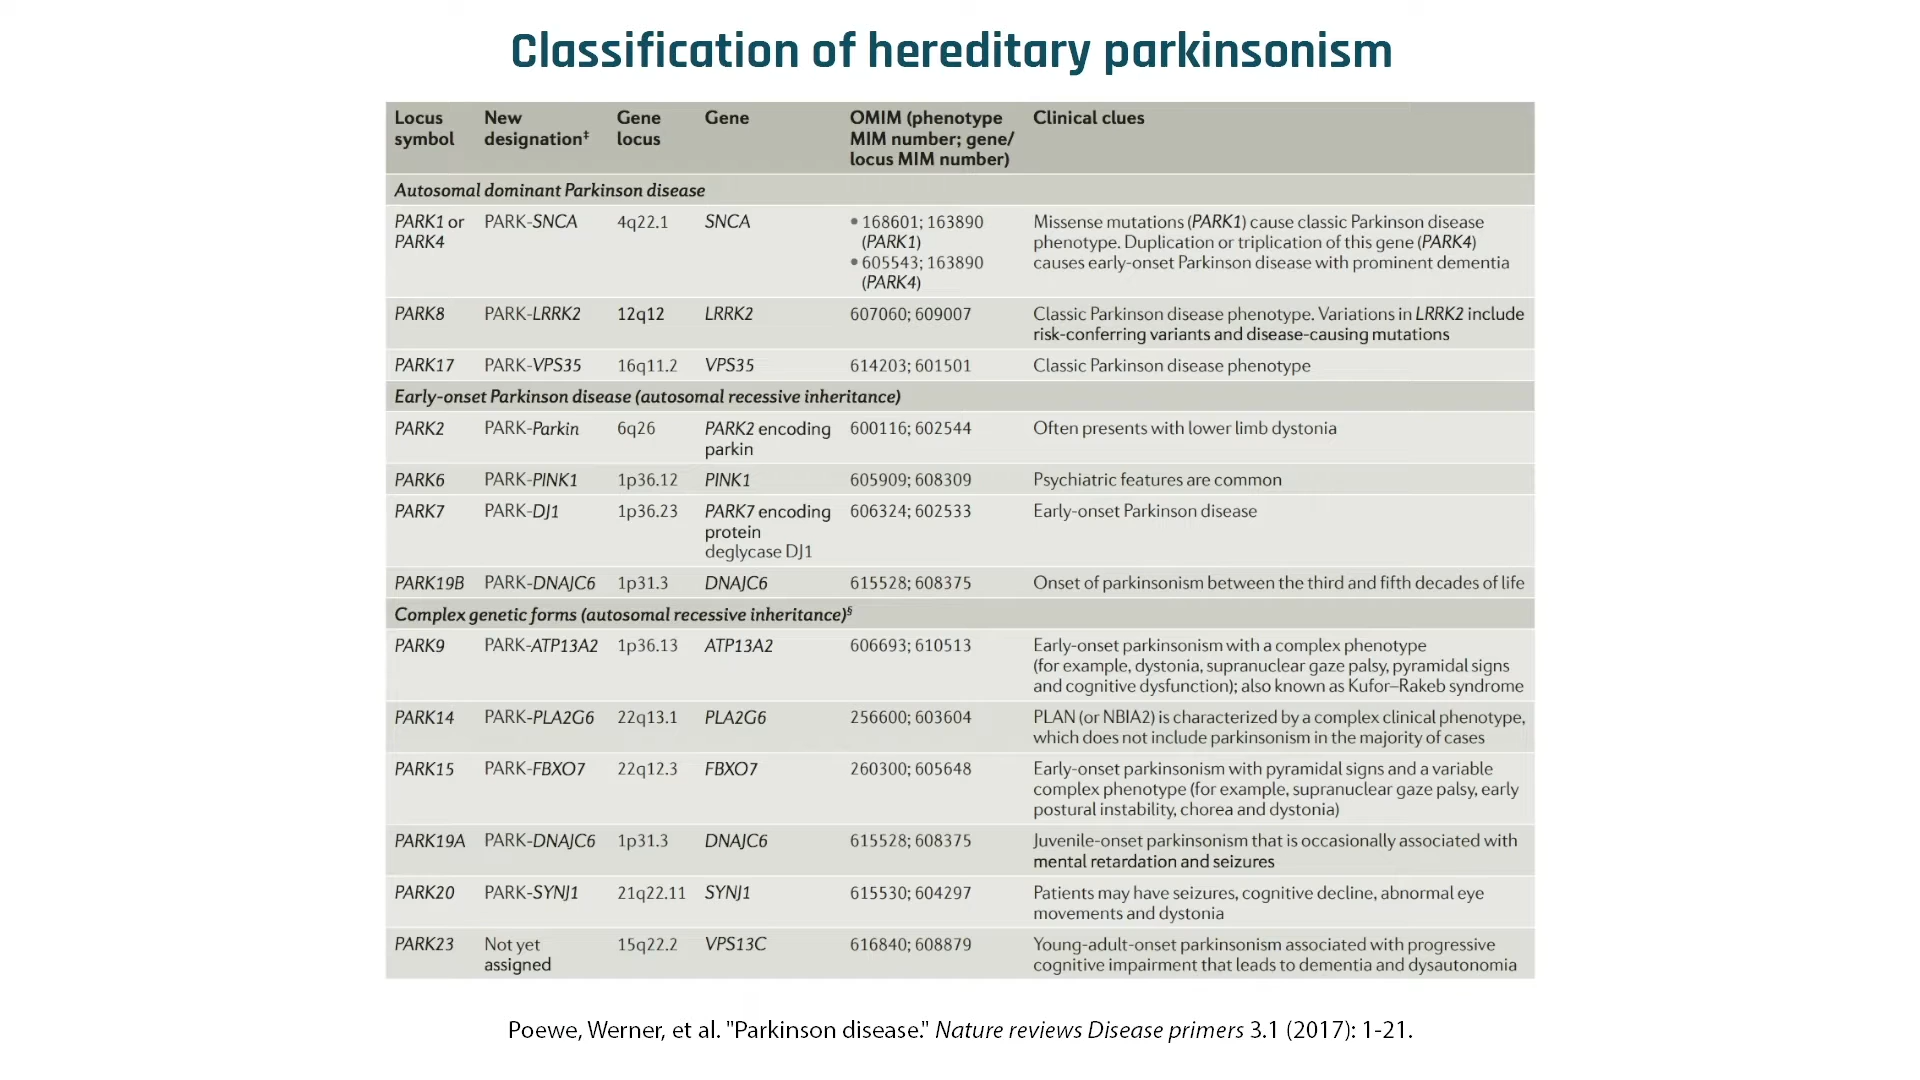 Classification of hereditary parkinsonism
Locus symbol New designation‡ Gene locus Gene OMIM (phenotype MIM number; gene/locus MIM number) Clinical clues
Autosomal dominant Parkinson disease
PARK1 or PARK4 PARK-SNCA 4q22.1 SNCA • 168601; 163890 (PARK1) • 605543; 163890 (PARK4) Missense mutations (PARK1) cause classic Parkinson disease phenotype. Duplication or triplication of this gene (PARK4) causes early-onset Parkinson disease with prominent dementia
PARK8 PARK-LRRK2 12q12 LRRK2 607060; 609007 Classic Parkinson disease phenotype. Variations in LRRK2 include risk-conferring variants and disease-causing mutations
PARK17 PARK-VPS35 16q11.2 VPS35 614203; 601501 Classic Parkinson disease phenotype
Early-onset Parkinson disease (autosomal recessive inheritance)
PARK2 PARK-Parkin 6q26 PARK2 encoding parkin 600116; 602544 Often presents with lower limb dystonia
PARK6 PARK-PINK1 1p36.12 PINK1 605909; 608309 Psychiatric features are common
PARK7 PARK-DJ1 1p36.23 PARK7 encoding protein deglycase DJ1 606324; 602533 Early-onset Parkinson disease
PARK19B PARK-DNAJC6 1p31.3 DNAJC6 615528; 608375 Onset of parkinsonism between the third and fifth decades of life
Complex genetic forms (autosomal recessive inheritance)§
PARK9 PARK-ATP13A2 1p36.13 ATP13A2 606693; 610513 Early-onset parkinsonism with a complex phenotype (for example, dystonia, supranuclear gaze palsy, pyramidal signs and cognitive dysfunction); also known as Kufor–Rakeb syndrome
PARK14 PARK-PLA2G6 22q13.1 PLA2G6 256600; 603604 PLAN (or NBIA2) is characterized by a complex clinical phenotype, which does not include parkinsonism in the majority of cases
PARK15 PARK-FBXO7 22q12.3 FBXO7 260300; 605648 Early-onset parkinsonism with pyramidal signs and a variable complex phenotype (for example, supranuclear gaze palsy, early postural instability, chorea and dystonia)
PARK19A PARK-DNAJC6 1p31.3 DNAJC6 615528; 608375 Juvenile-onset parkinsonism that is occasionally associated with mental retardation and seizures
PARK20 PARK-SYNJ1 21q22.11 SYNJ1 615530; 604297 Patients may have seizures, cognitive decline, abnormal eye movements and dystonia
PARK23 Not yet assigned 15q22.2 VPS13C 616840; 608879 Young-adult-onset parkinsonism associated with progressive cognitive impairment that leads to dementia and dysautonomia
Poewe, Werner, et al. "Parkinson disease." Nature reviews Disease primers 3.1 (2017): 1-21.